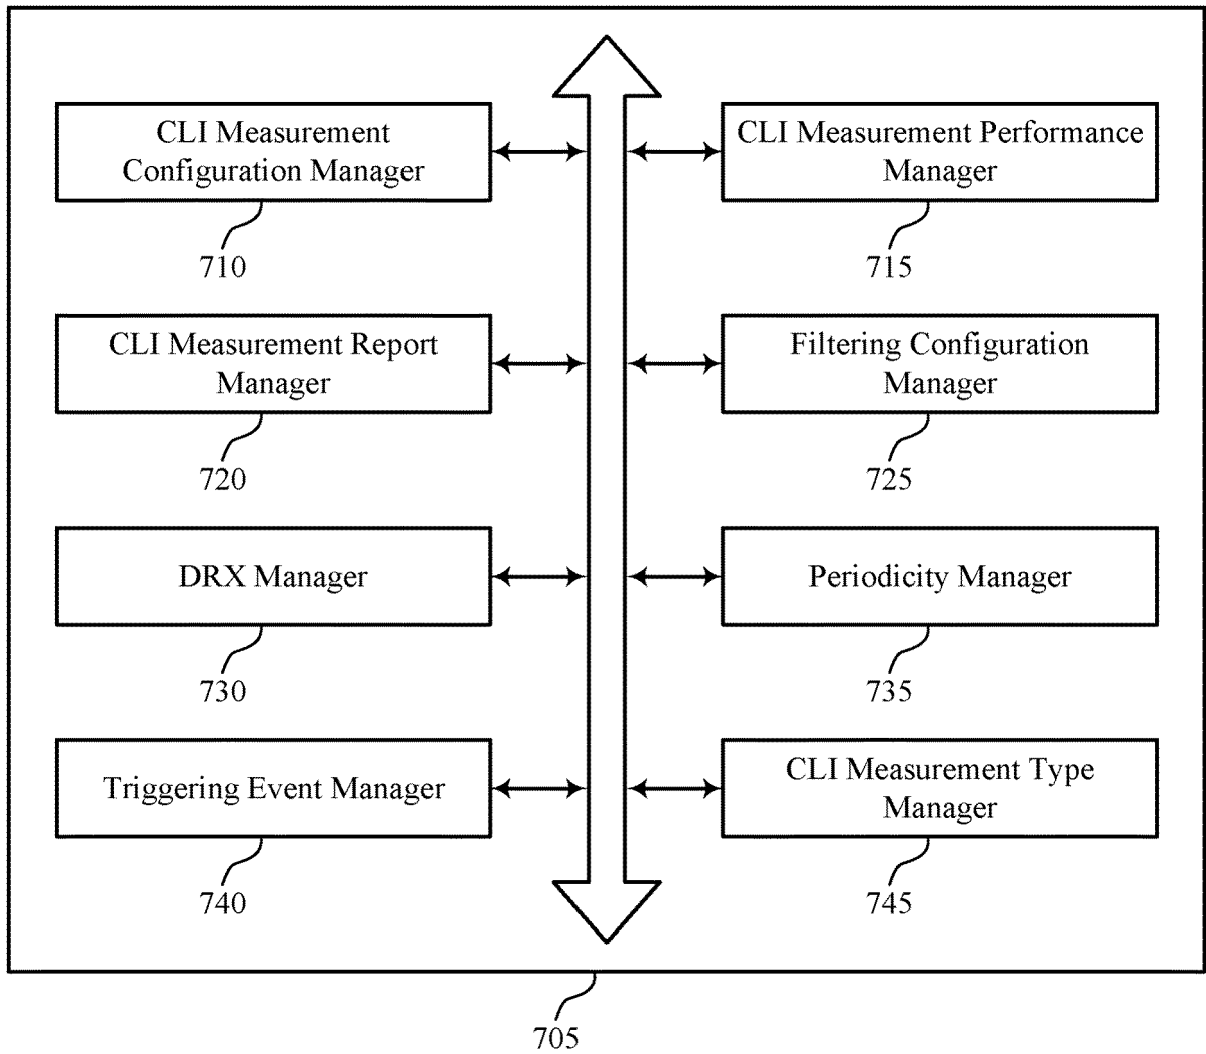 CLI Measurement
Configuration Manager
710
CLI Measurement Performance
Manager
715
CLI Measurement Report
Manager
720
Filtering Configuration
Manager
725
DRX Manager
730
Periodicity Manager
735
Triggering Event Manager
740
CLI Measurement Type
Manager
745
705